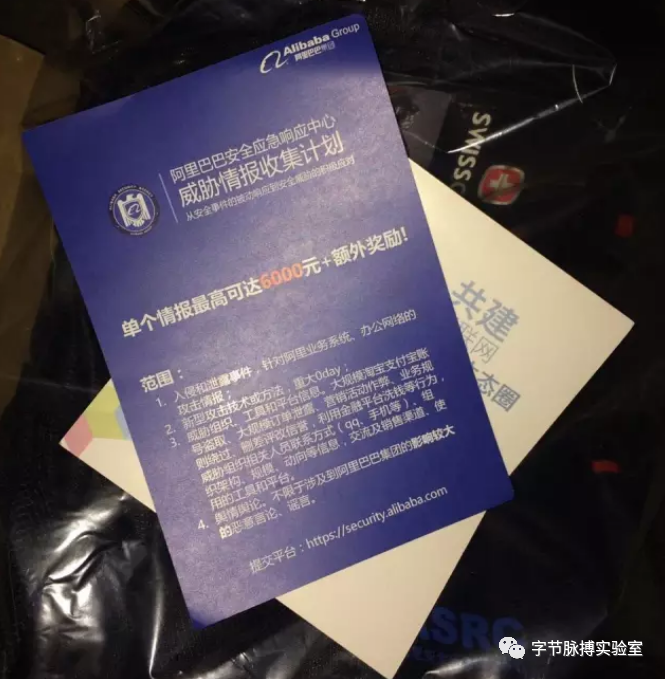 Alibaba Group
阿里巴巴集团
阿里巴巴安全应急响应中心
威胁情报收集计划
从安全事件的被动响应到安全威胁的积极应对
单个情报最高可达6000元+额外奖励!
范围:
1、入侵和泄露事件,针对阿里业务系统、办公网络的
攻击情报;
2、新型攻击技术或方法,重大0day;
3、威胁组织、工具和平台信息。大规模淘宝支付宝账
号盗取、大规模订单泄露、营销活动作弊、业务规
则绕过、删差评改信誉、利用金融平台洗钱等行为,
威胁组织相关人员联系方式(qq、手机等)、组
织架构、规模、动向等信息,交流及销售渠道、使
用的工具和平台。
4、舆情舆论。不限于涉及到阿里巴巴集团的影响较大
的恶意言论、谣言。
提交平台:https://security.alibaba.com
SWISS
共建
联网
态圈
SRC
字节脉搏实验室